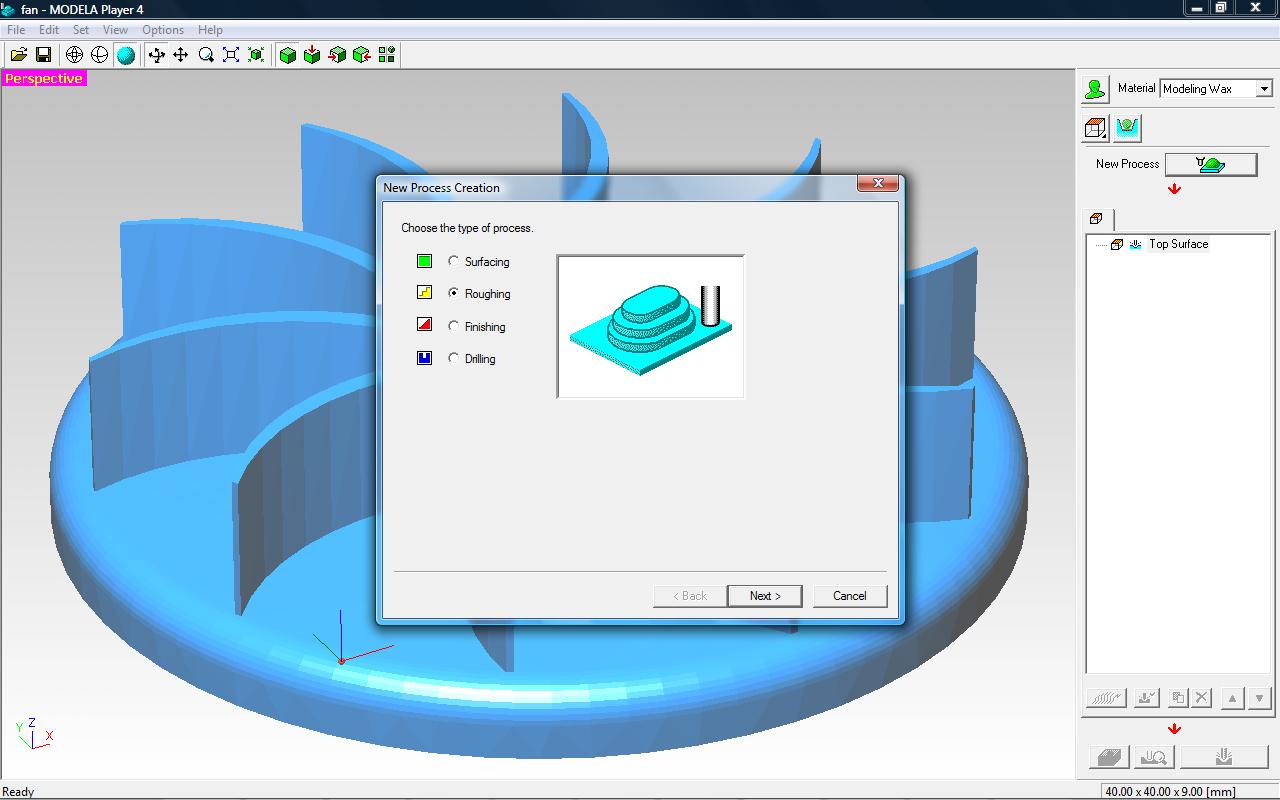 fan - MODELA Player 4
File Edit Set View Options Help
Perspective
Material Modeling Wax
New Process
Top Surface
New Process Creation
Choose the type of process.
Surfacing
Roughing
Finishing
Drilling
< Back Next > Cancel
Z
Y
X
Ready
40.00 x 40.00 x 9.00 [mm]